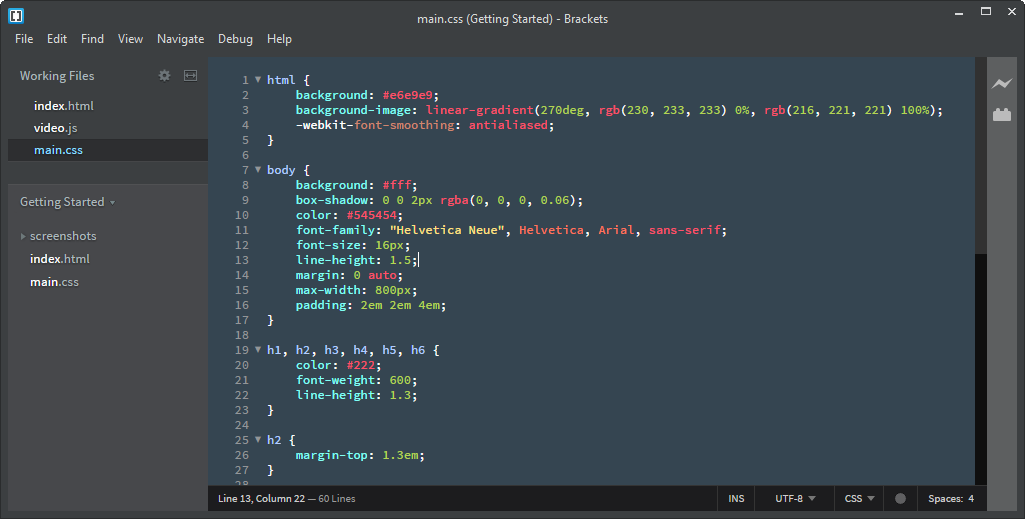 main.css (Getting Started) - Brackets
File Edit Find View Navigate Debug Help
Working Files
index.html
video.js
main.css
Getting Started
screenshots
index.html
main.css
1 html {
2     background: #e6e9e9;
3     background-image: linear-gradient(270deg, rgb(230, 233, 233) 0%, rgb(216, 221, 221) 100%);
4     -webkit-font-smoothing: antialiased;
5 }
6
7 body {
8     background: #fff;
9     box-shadow: 0 0 2px rgba(0, 0, 0, 0.06);
10     color: #545454;
11     font-family: "Helvetica Neue", Helvetica, Arial, sans-serif;
12     font-size: 16px;
13     line-height: 1.5;
14     margin: 0 auto;
15     max-width: 800px;
16     padding: 2em 2em 4em;
17 }
18
19 h1, h2, h3, h4, h5, h6 {
20     color: #222;
21     font-weight: 600;
22     line-height: 1.3;
23 }
24
25 h2 {
26     margin-top: 1.3em;
27 }
28
Line 13, Column 22 — 60 Lines INS UTF-8 CSS Spaces: 4